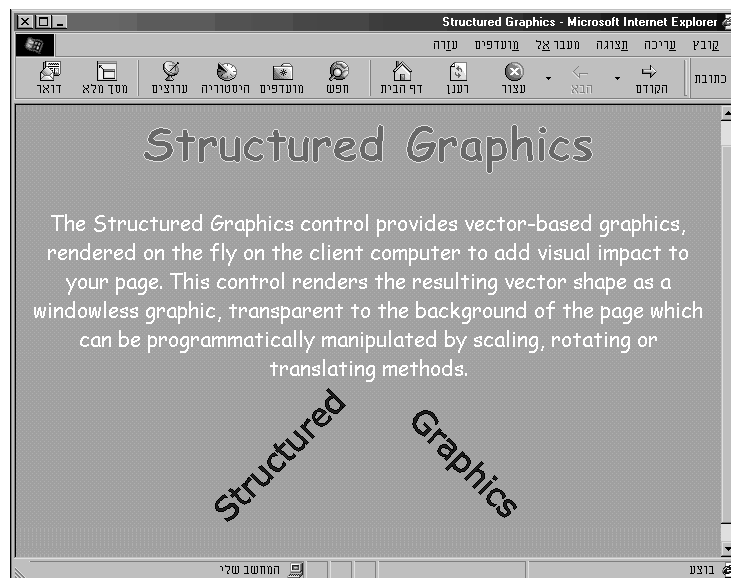 Structured Graphics - Microsoft Internet Explorer
קובץ עריכה תצוגה מעבר אל מועדפים עזרה
כתובת הקודם הבא עצור רענן דף הבית חפש מועדפים היסטוריה ערוצים מסך מלא דואר
Structured Graphics
The Structured Graphics control provides vector-based graphics,
rendered on the fly on the client computer to add visual impact to
your page. This control renders the resulting vector shape as a
windowless graphic, transparent to the background of the page which
can be programmatically manipulated by scaling, rotating or
translating methods.
Structured Graphics
בוצע המחשב שלי